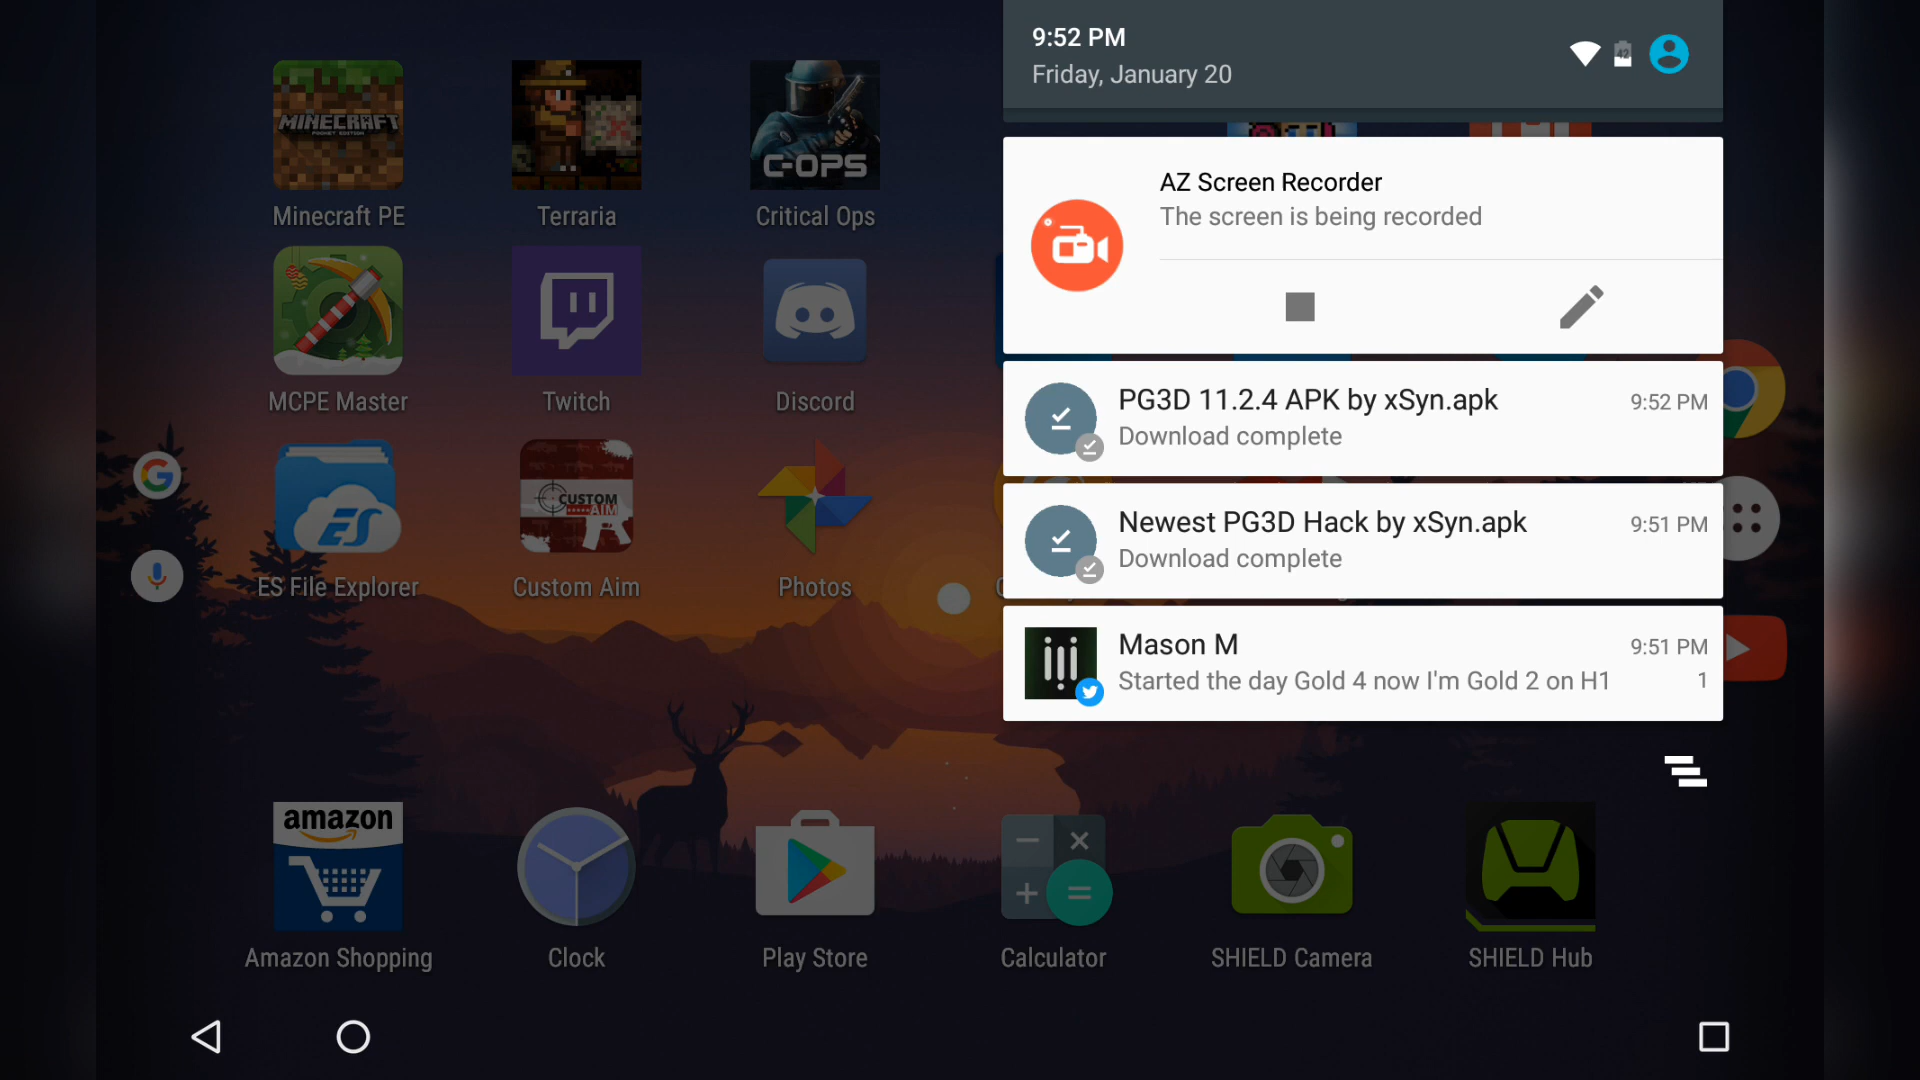 9:52 PM
Friday, January 20
42
MINECRAFT
POCKET EDITION
C-OPS
Minecraft PE
Terraria
Critical Ops
AZ Screen Recorder
The screen is being recorded
MCPE Master
Twitch
Discord
PG3D 11.2.4 APK by xSyn.apk
9:52 PM
Download complete
G
ES
CUSTOM
AIM
Newest PG3D Hack by xSyn.apk
9:51 PM
Download complete
ES File Explorer
Custom Aim
Photos
Mason M
9:51 PM
Started the day Gold 4 now I'm Gold 2 on H1
1
amazon
Amazon Shopping
Clock
Play Store
Calculator
SHIELD Camera
SHIELD Hub